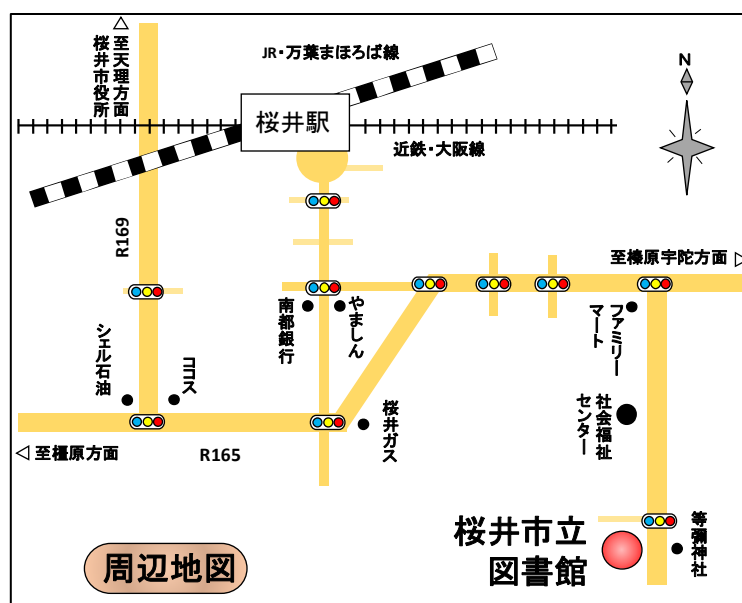 至天理方面
桜井市役所
JR・万葉まほろば線
桜井駅
近鉄・大阪線
N
R169
至榛原宇陀方面
南都銀行
やましん
ファミリー
マート
シェル石油
ココス
社会福祉
センター
桜井ガス
至橿原方面
R165
桜井市立
図書館
等彌神社
周辺地図